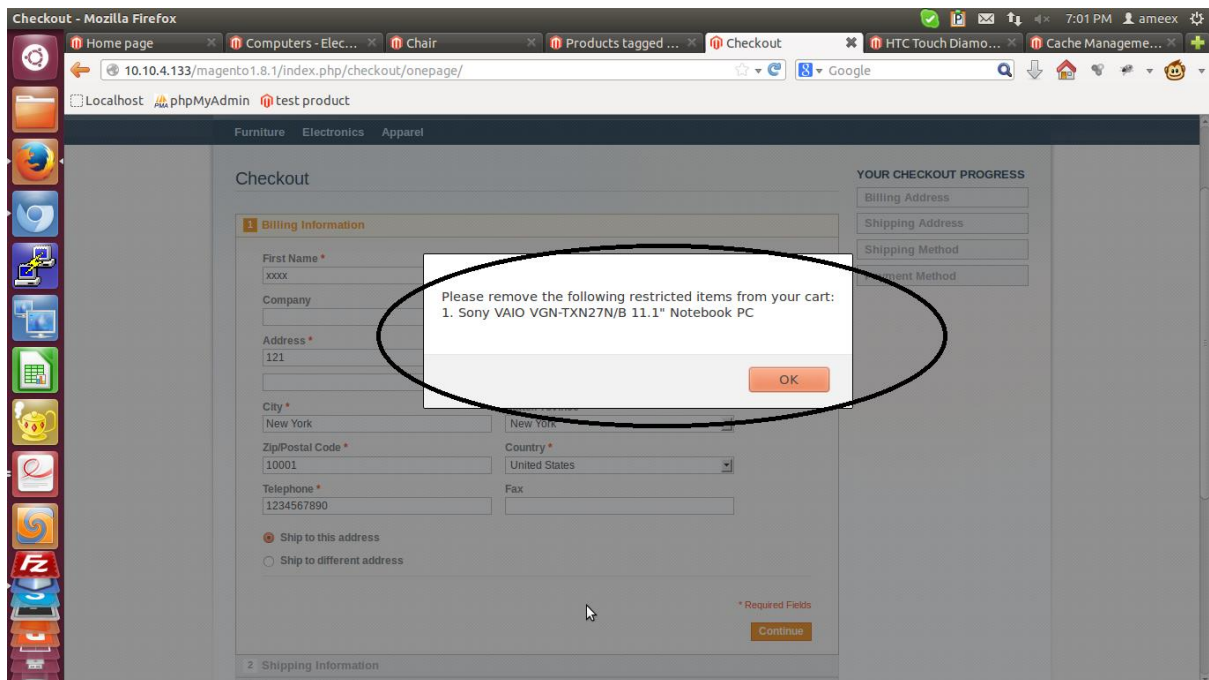 Checkout - Mozilla Firefox
7:01 PM ameex
Home page
Computers - Elec...
Chair
Products tagged ...
Checkout
HTC Touch Diamo...
Cache Manageme...
10.10.4.133/magento1.8.1/index.php/checkout/onepage/
Google
Localhost phpMyAdmin test product
Furniture Electronics Apparel
Checkout
YOUR CHECKOUT PROGRESS
Billing Address
Shipping Address
Shipping Method
Payment Method
1 Billing Information
First Name *
xxxx
Company
Please remove the following restricted items from your cart:
1. Sony VAIO VGN-TXN27N/B 11.1" Notebook PC
OK
Address *
121
City *
New York
New York
Zip/Postal Code * Country *
10001 United States
Telephone * Fax
1234567890
Ship to this address
Ship to different address
* Required Fields
Continue
2 Shipping Information